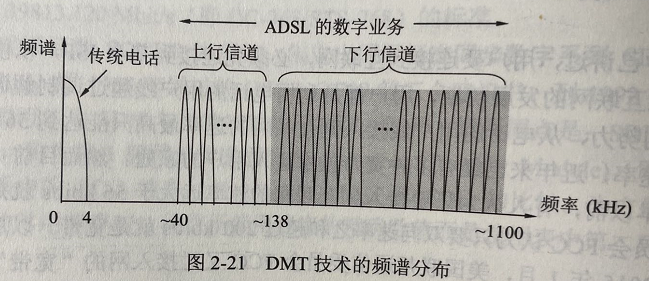 ADSL 的数字业务
频谱
传统电话
上行信道
下行信道
...
...
频率 (kHz)
0
4
~40
~138
~1100
图 2-21 DMT 技术的频谱分布